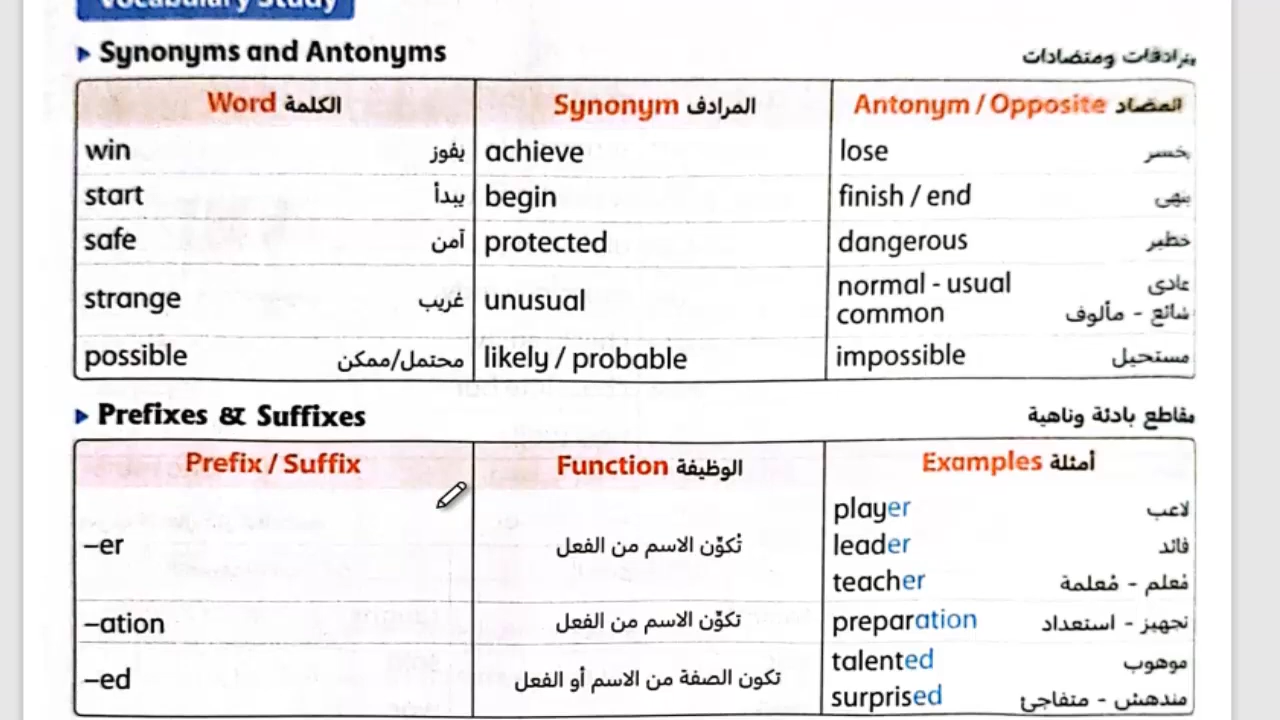 Vocabulary Study
Synonyms and Antonyms مترادفات ومتضادات
Word الكلمة Synonym المرادف Antonym / Opposite المضاد
win يفوز achieve lose يخسر
start يبدأ begin finish / end ينهى
safe آمن protected dangerous خطير
strange غريب unusual normal - usual عادى
common شائع - مألوف
possible محتمل/ممكن likely / probable impossible مستحيل
Prefixes & Suffixes مقاطع بادئة وناهية
Prefix / Suffix Function الوظيفة Examples أمثلة
–er تُكوِّن الاسم من الفعل player لاعب
leader قائد
teacher مُعلم - مُعلمة
–ation تكوِّن الاسم من الفعل preparation تجهيز - استعداد
–ed تكون الصفة من الاسم أو الفعل talented موهوب
surprised مندهش - متفاجئ